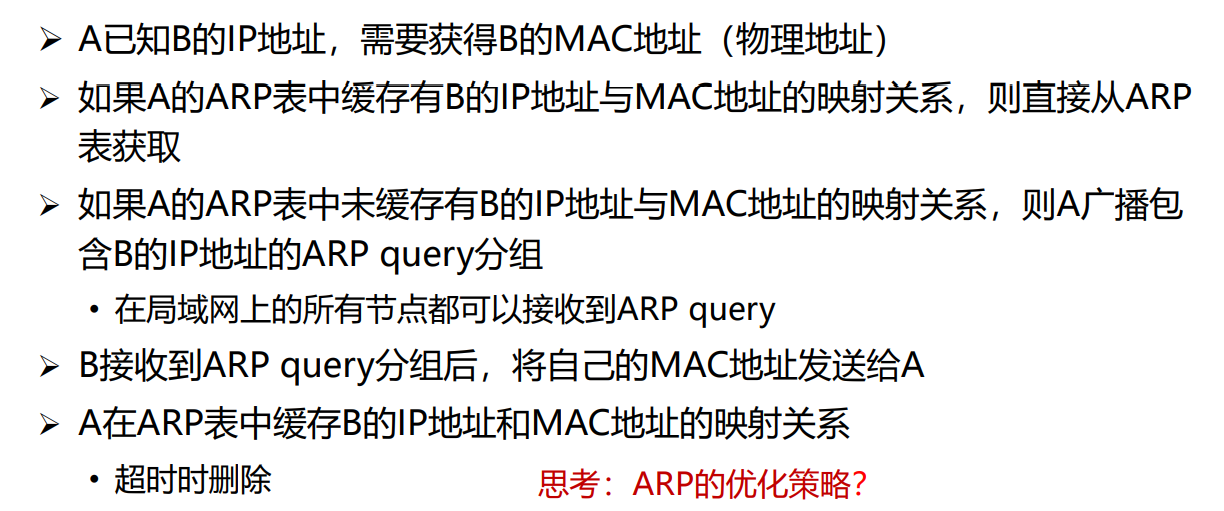 ➢ A已知B的IP地址，需要获得B的MAC地址（物理地址）
➢ 如果A的ARP表中缓存有B的IP地址与MAC地址的映射关系，则直接从ARP
表获取
➢ 如果A的ARP表中未缓存有B的IP地址与MAC地址的映射关系，则A广播包
含B的IP地址的ARP query分组
• 在局域网上的所有节点都可以接收到ARP query
➢ B接收到ARP query分组后，将自己的MAC地址发送给A
➢ A在ARP表中缓存B的IP地址和MAC地址的映射关系
• 超时时删除
思考：ARP的优化策略？